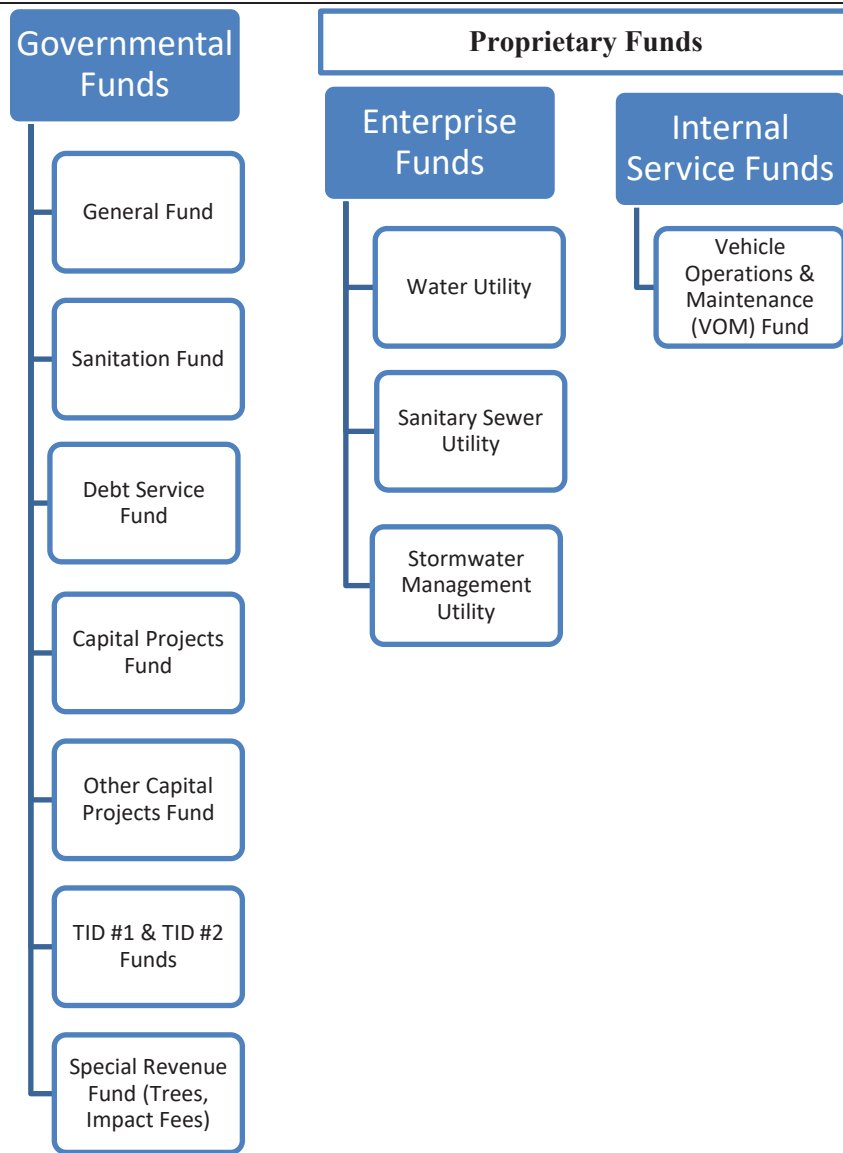 Governmental
Funds
General Fund
Sanitation Fund
Debt Service
Fund
Capital Projects
Fund
Other Capital
Projects Fund
TID #1 & TID #2
Funds
Special Revenue
Fund (Trees,
Impact Fees)
Proprietary Funds
Enterprise
Funds
Water Utility
Sanitary Sewer
Utility
Stormwater
Management
Utility
Internal
Service Funds
Vehicle
Operations &
Maintenance
(VOM) Fund